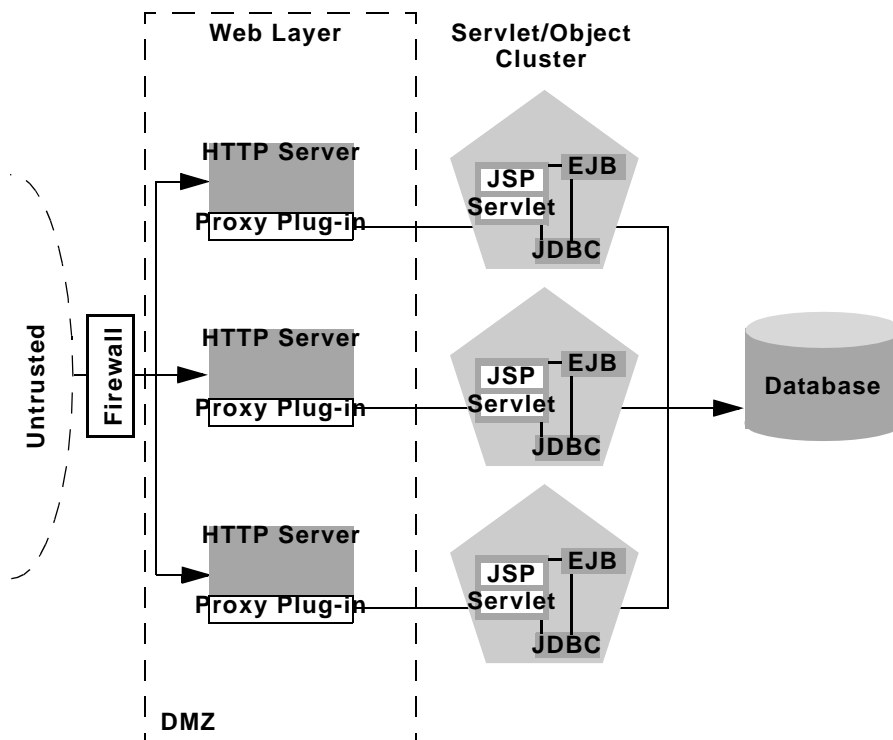 Web Layer
Servlet/Object
Cluster
HTTP Server
Proxy Plug-in
JSP
Servlet
EJB
JDBC
Untrusted
Firewall
HTTP Server
Proxy Plug-in
JSP
Servlet
EJB
JDBC
Database
HTTP Server
Proxy Plug-in
JSP
Servlet
EJB
JDBC
DMZ